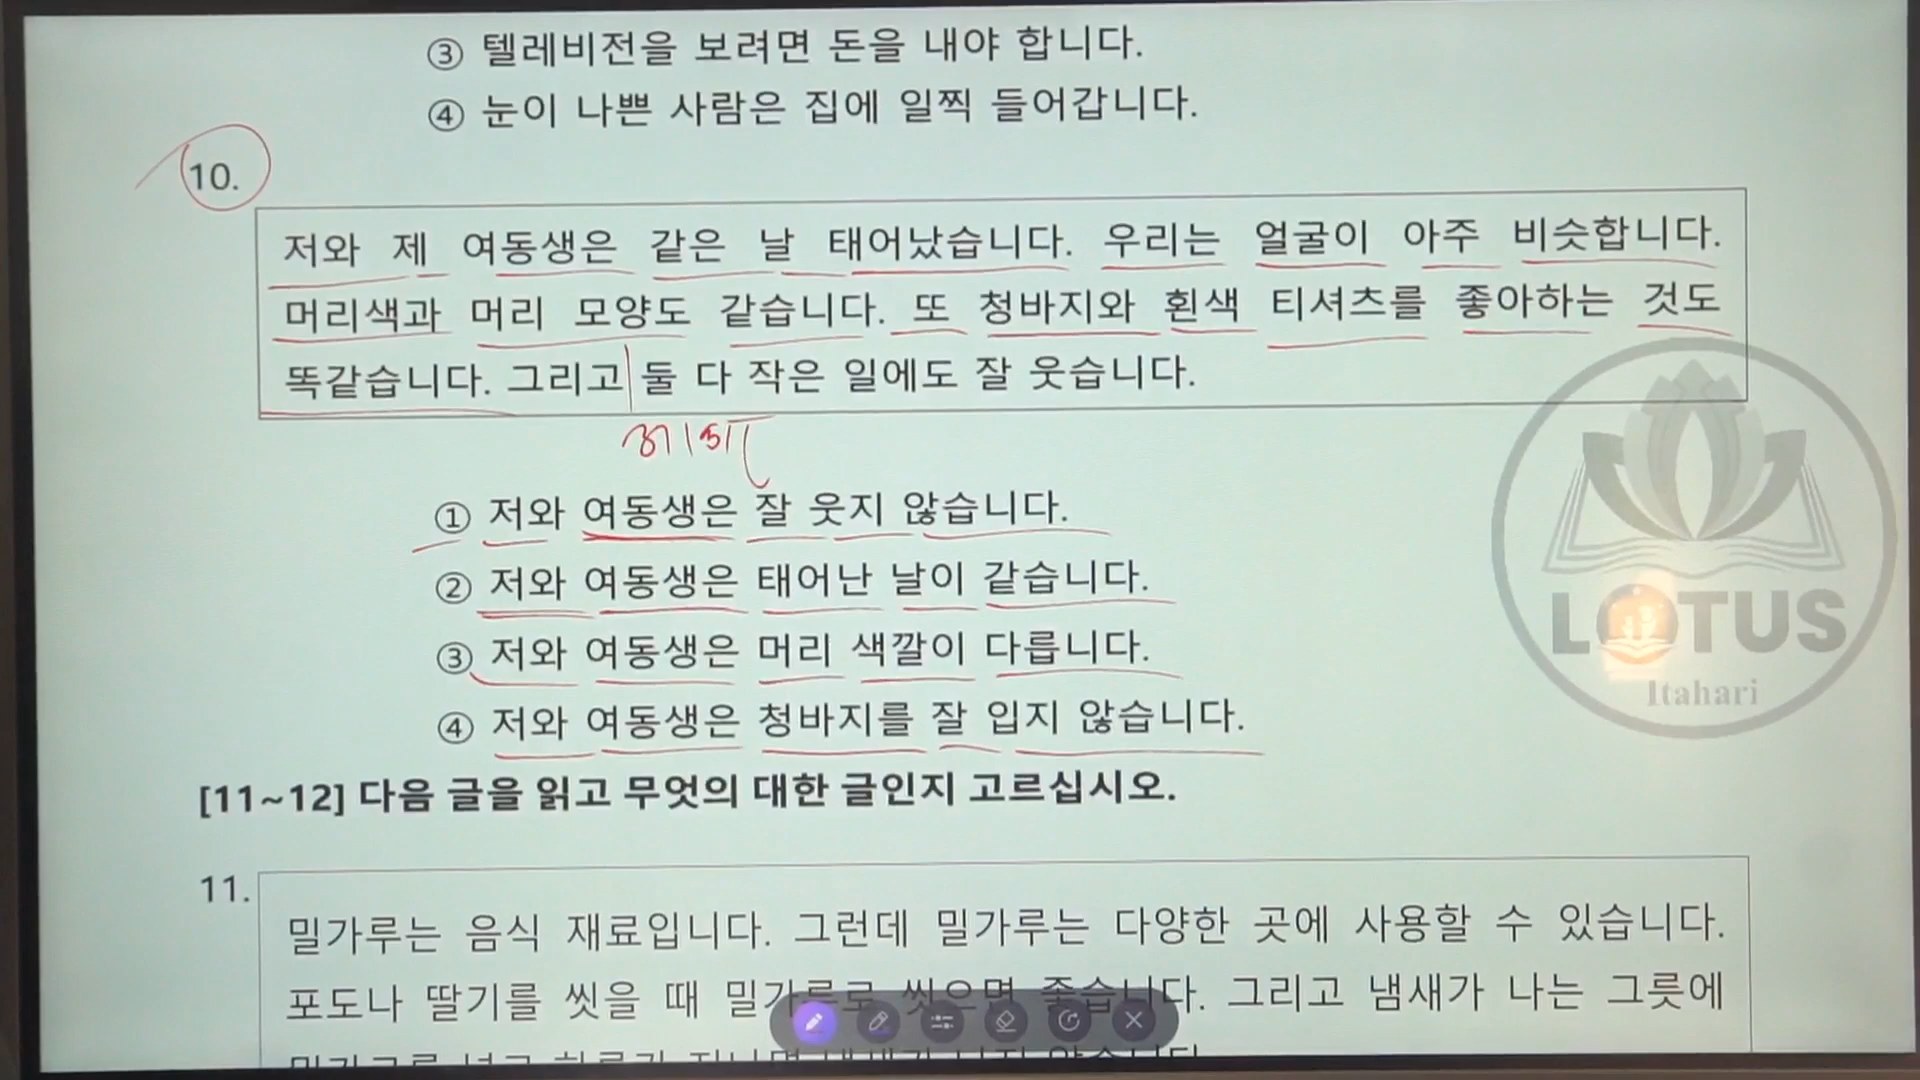 ③ 텔레비전을 보려면 돈을 내야 합니다.
④ 눈이 나쁜 사람은 집에 일찍 들어갑니다.
10.
저와 제 여동생은 같은 날 태어났습니다. 우리는 얼굴이 아주 비슷합니다.
머리색과 머리 모양도 같습니다. 또 청바지와 흰색 티셔츠를 좋아하는 것도
똑같습니다. 그리고 둘 다 작은 일에도 잘 웃습니다.
① 저와 여동생은 잘 웃지 않습니다.
② 저와 여동생은 태어난 날이 같습니다.
③ 저와 여동생은 머리 색깔이 다릅니다.
④ 저와 여동생은 청바지를 잘 입지 않습니다.
LOTUS
Itahari
[11~12] 다음 글을 읽고 무엇의 대한 글인지 고르십시오.
11.
밀가루는 음식 재료입니다. 그런데 밀가루는 다양한 곳에 사용할 수 있습니다.
포도나 딸기를 씻을 때 밀가루로 씻으면 좋습니다. 그리고 냄새가 나는 그릇에